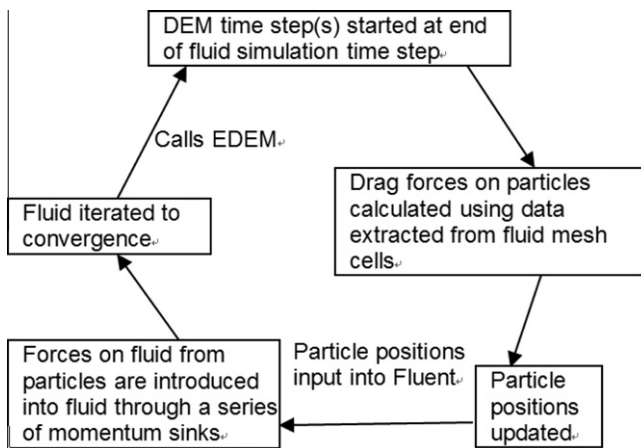 DEM time step(s) started at end
of fluid simulation time step
Calls EDEM
Drag forces on particles
calculated using data
extracted from fluid mesh
cells
Fluid iterated to
convergence
Particle positions
input into Fluent
Forces on fluid from
particles are introduced
into fluid through a series
of momentum sinks
Particle
positions
updated